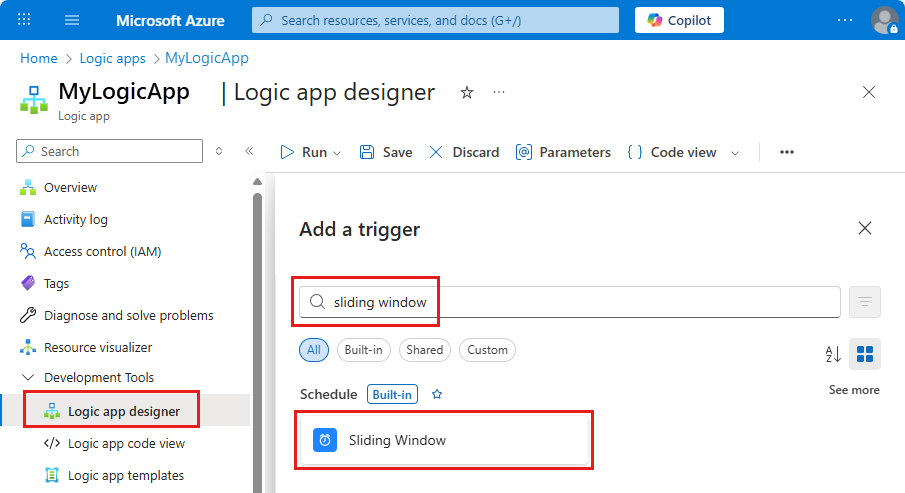 Microsoft Azure
Search resources, services, and docs (G+/)
Copilot
...
Home > Logic apps > MyLogicApp
MyLogicApp | Logic app designer
...
Logic app
Search
Run
Save
Discard
Parameters
{ } Code view
...
Overview
Activity log
Access control (IAM)
Tags
Diagnose and solve problems
Resource visualizer
Development Tools
Logic app designer
</> Logic app code view
Logic app templates
Add a trigger
sliding window
All
Built-in
Shared
Custom
A
Z
Schedule
Built-in
See more
Sliding Window